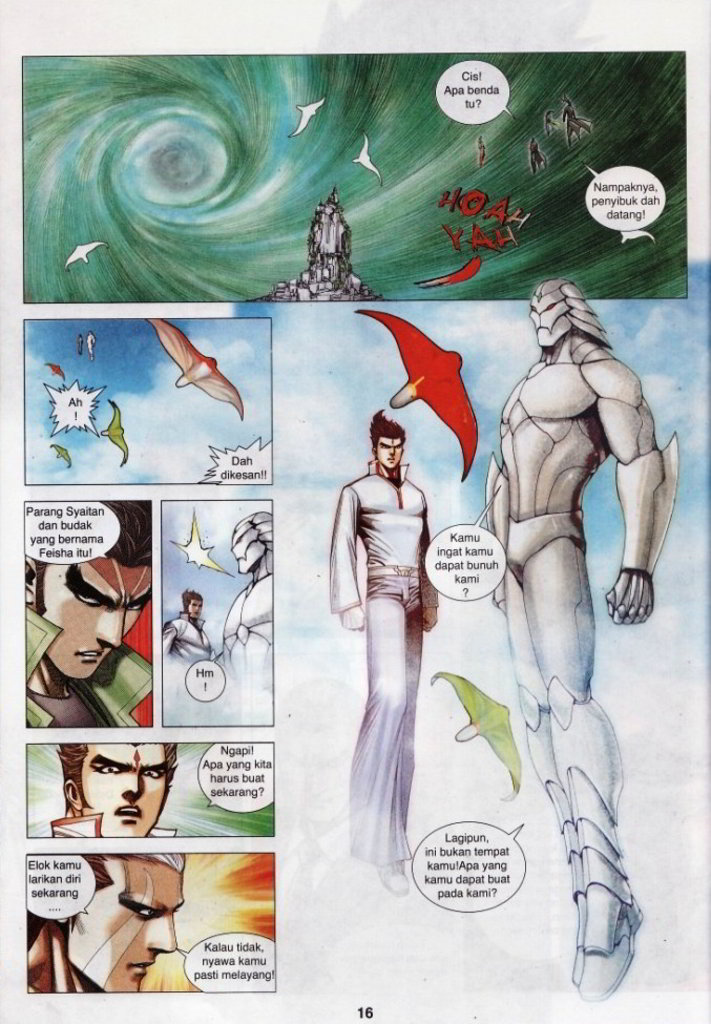 Cis!
Apa benda
tu?
Nampaknya,
penyibuk dah
datang!
HOAH
YAH
Ah
!
Dah
dikesan!!
Parang Syaitan
dan budak
yang bernama
Feisha itu!
Hm
!
Kamu
ingat kamu
dapat bunuh
kami
?
Ngapi!
Apa yang kita
harus buat
sekarang?
Elok kamu
larikan diri
sekarang
....
Kalau tidak,
nyawa kamu
pasti melayang!
Lagipun,
ini bukan tempat
kamu!Apa yang
kamu dapat buat
pada kami?
16